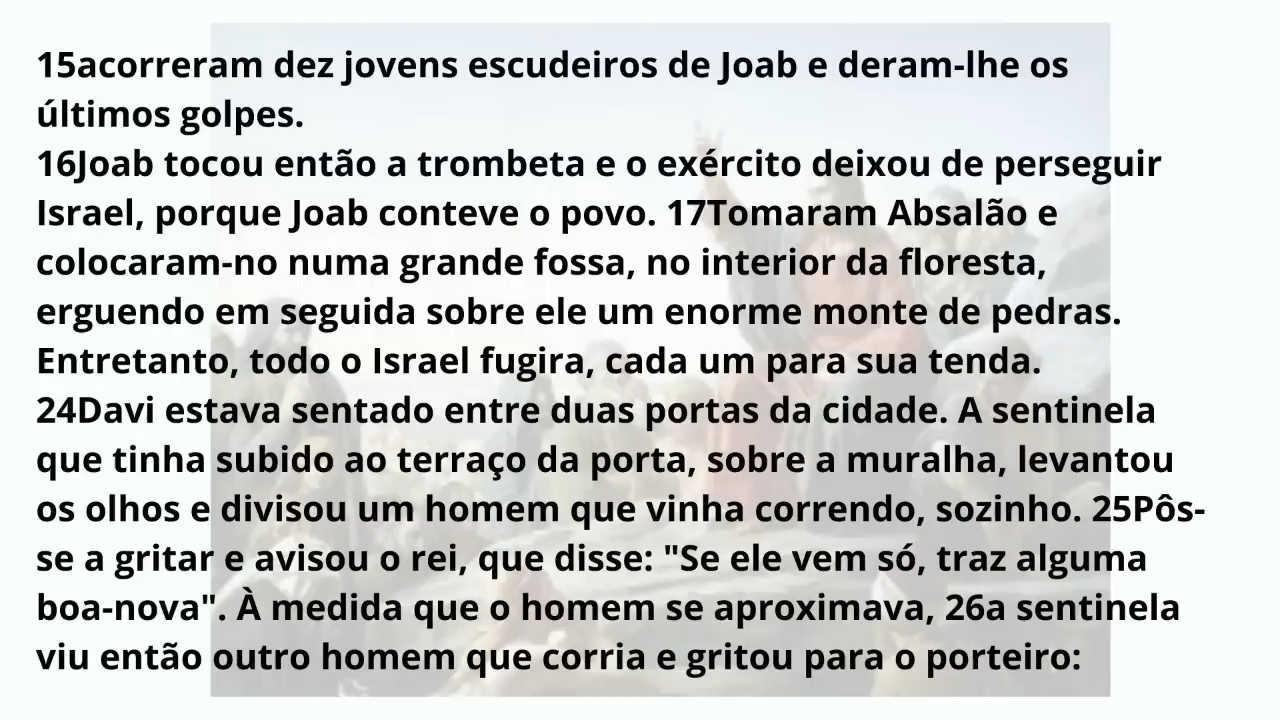 15acorreram dez jovens escudeiros de Joab e deram-lhe os
últimos golpes.
16Joab tocou então a trombeta e o exército deixou de perseguir
Israel, porque Joab conteve o povo. 17Tomaram Absalão e
colocaram-no numa grande fossa, no interior da floresta,
erguendo em seguida sobre ele um enorme monte de pedras.
Entretanto, todo o Israel fugira, cada um para sua tenda.
24Davi estava sentado entre duas portas da cidade. A sentinela
que tinha subido ao terraço da porta, sobre a muralha, levantou
os olhos e divisou um homem que vinha correndo, sozinho. 25Pôs-
se a gritar e avisou o rei, que disse: "Se ele vem só, traz alguma
boa-nova". À medida que o homem se aproximava, 26a sentinela
viu então outro homem que corria e gritou para o porteiro: